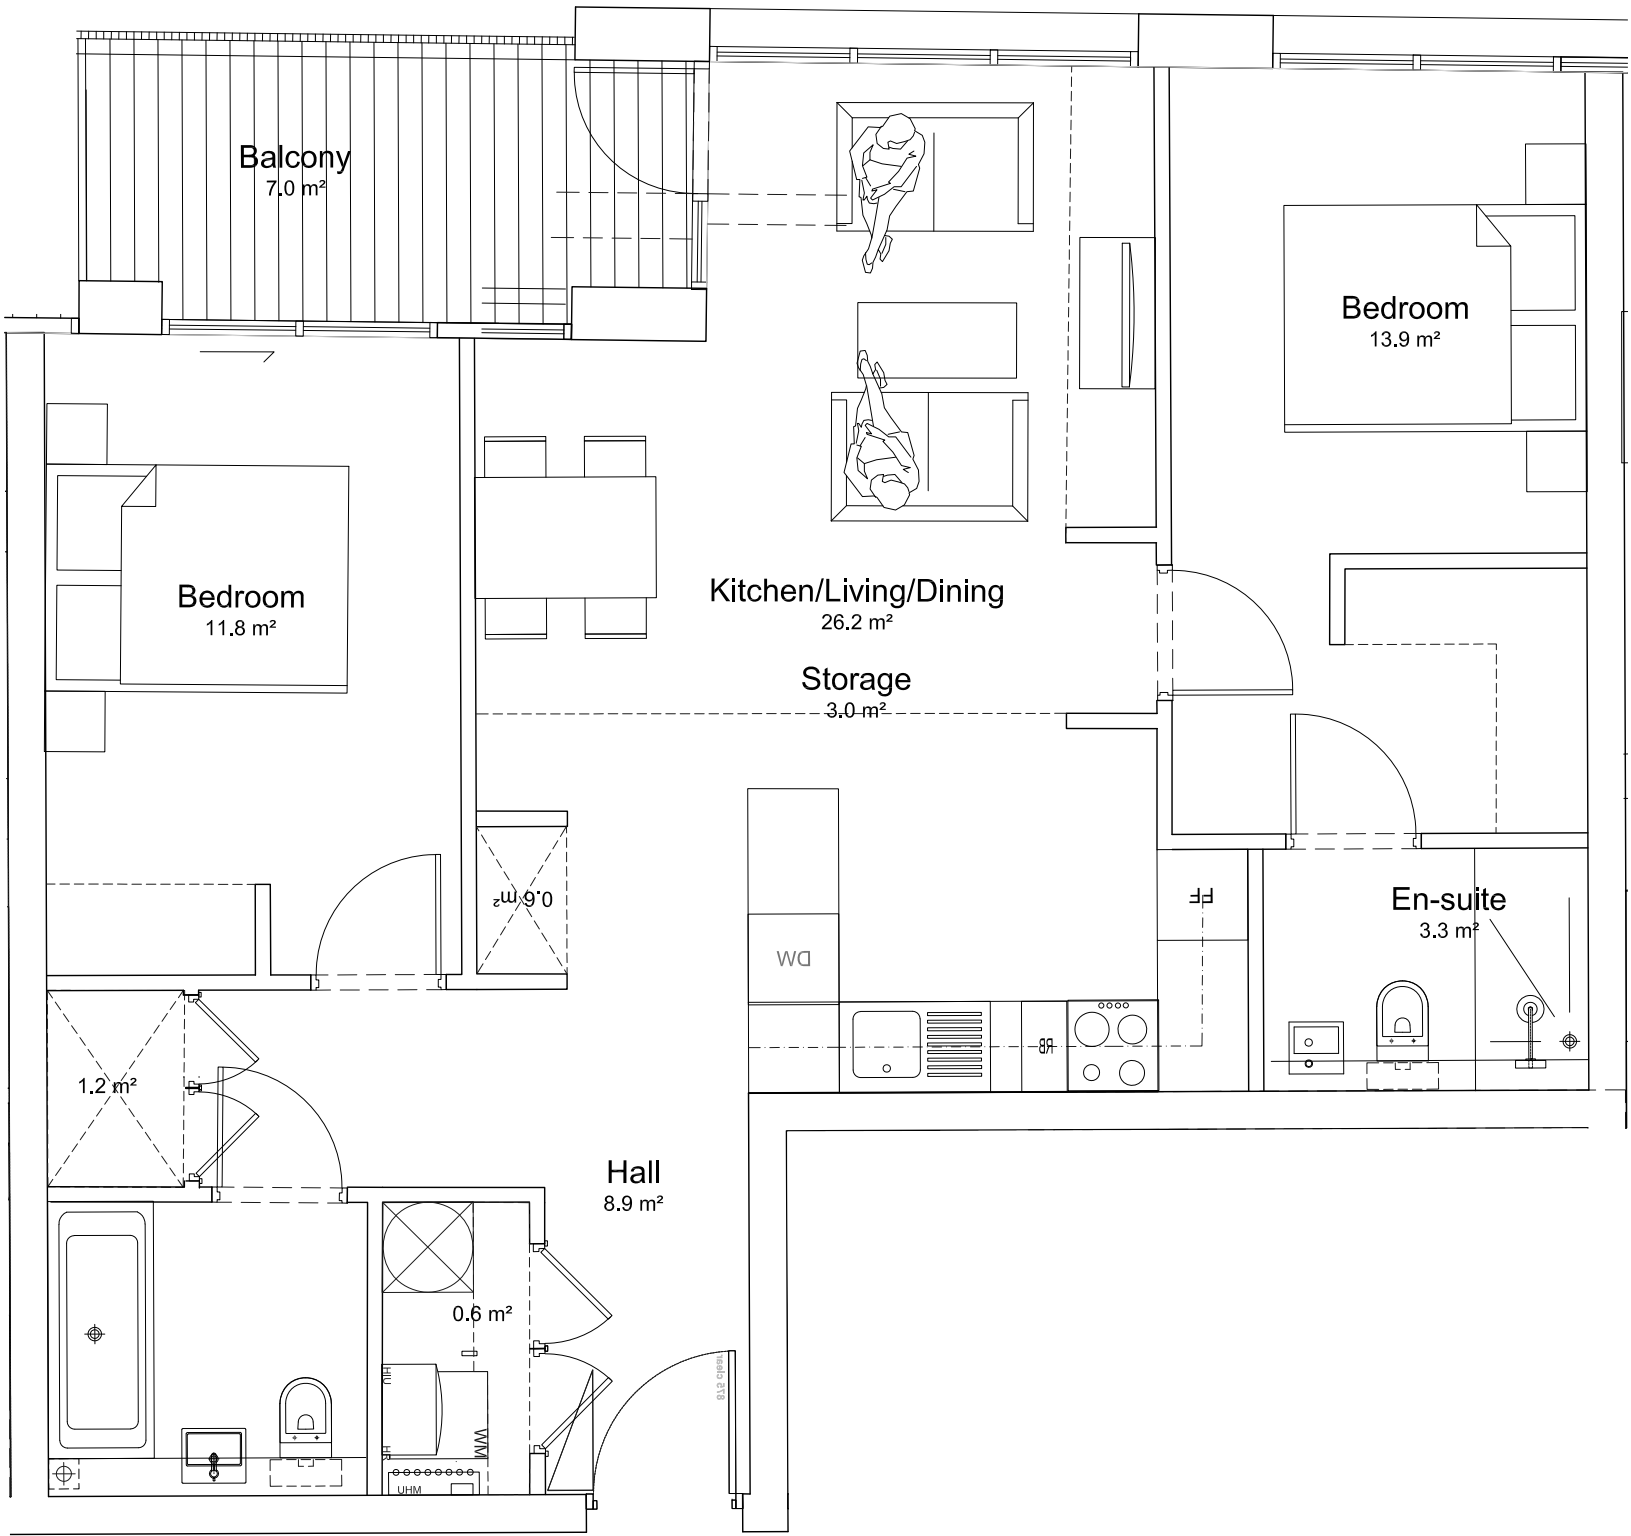 Balcony
7.0 m²
Bedroom
13.9 m²
Bedroom
11.8 m²
Kitchen/Living/Dining
26.2 m²
Storage
3.0 m²
0.6 m²
FF
En-suite
3.3 m²
DW
RB
1.2 m²
Hall
8.9 m²
0.6 m²
875 clear
HIU
WM
UHM